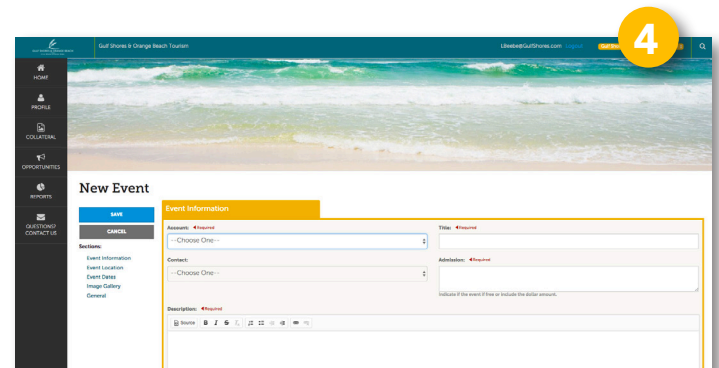 4
Gulf Shores & Orange Beach Tourism
LBeebe@GulfShores.com Logout
HOME
PROFILE
COLLATERAL
OPPORTUNITIES
REPORTS
QUESTIONS?
CONTACT US
New Event
SAVE
CANCEL
Sections:
Event Information
Event Location
Event Dates
Image Gallery
General
Event Information
Account: Required
--Choose One--
Title: Required
Contact:
--Choose One--
Admission: Required
Indicate if the event if free or include the dollar amount.
Description: Required
Source B I S